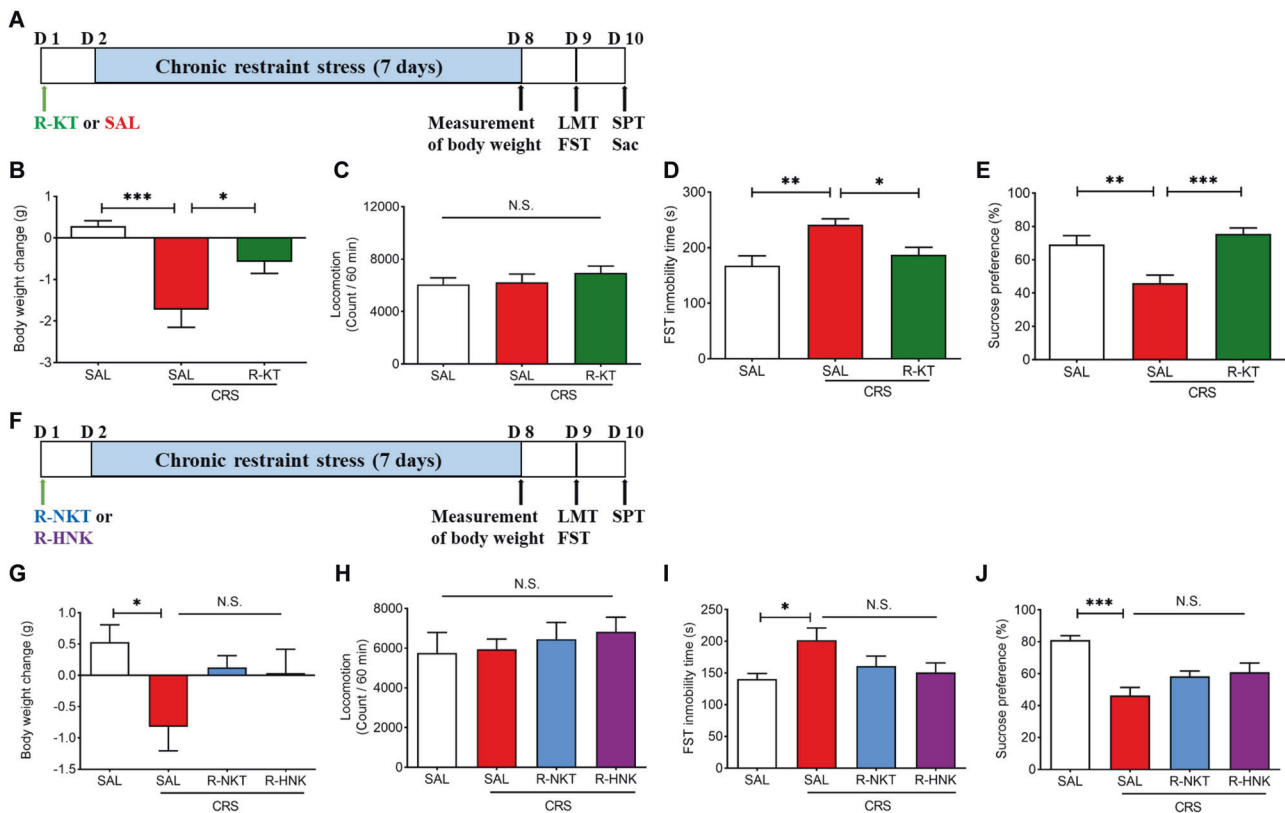 A
D 1 D 2 D 8 D 9 D 10
Chronic restraint stress (7 days)
R-KT or SAL
Measurement of body weight
LMT
FST
SPT
Sac
B
Body weight change (g)
1
0
-1
-2
-3
***
*
SAL SAL R-KT
CRS
C
Locomotion
(Count / 60 min)
12000
8000
4000
0
N.S.
SAL SAL R-KT
CRS
D
FST inmobility time (s)
300
200
100
0
**
*
SAL SAL R-KT
CRS
E
Sucrose preference (%)
100
80
60
40
20
0
**
***
SAL SAL R-KT
CRS
F
D 1 D 2 D 8 D 9 D 10
Chronic restraint stress (7 days)
R-NKT or
R-HNK
Measurement
of body weight
LMT
FST
SPT
G
Body weight change (g)
1.0
0.5
0.0
-0.5
-1.0
-1.5
*
N.S.
SAL SAL R-NKT R-HNK
CRS
H
Locomotion
(Count / 60 min)
8000
6000
4000
2000
0
N.S.
SAL SAL R-NKT R-HNK
CRS
I
FST inmobility time (s)
250
200
150
100
50
0
*
N.S.
SAL SAL R-NKT R-HNK
CRS
J
Sucrose preference (%)
100
80
60
40
20
0
***
N.S.
SAL SAL R-NKT R-HNK
CRS